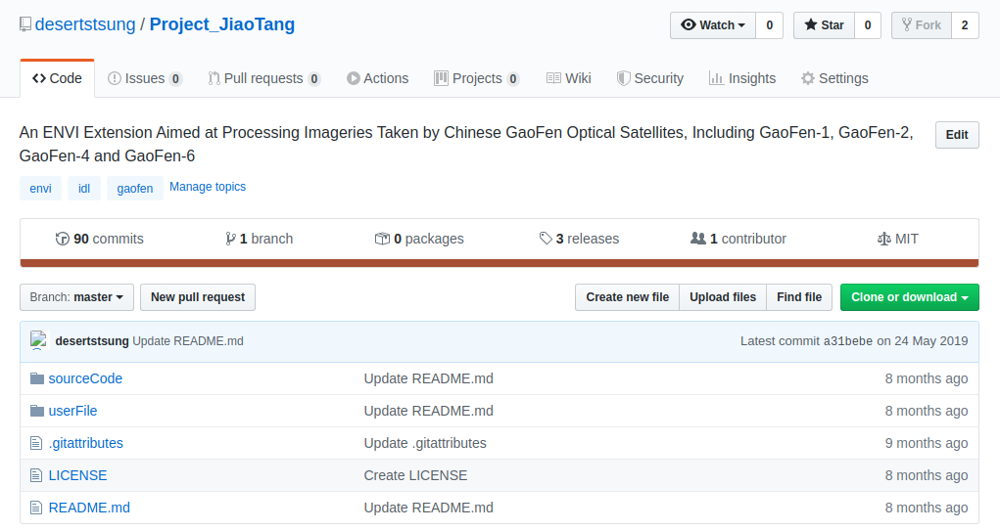 desertstsung / Project_JiaoTang
Watch 0 Star 0 Fork 2
Code Issues 0 Pull requests 0 Actions Projects 0 Wiki Security Insights Settings
An ENVI Extension Aimed at Processing Imageries Taken by Chinese GaoFen Optical Satellites, Including GaoFen-1, GaoFen-2,
GaoFen-4 and GaoFen-6
Edit
envi idl gaofen Manage topics
90 commits 1 branch 0 packages 3 releases 1 contributor MIT
Branch: master New pull request Create new file Upload files Find file Clone or download
desertstsung Update README.md Latest commit a31bebe on 24 May 2019
sourceCode Update README.md 8 months ago
userFile Update README.md 8 months ago
.gitattributes Update .gitattributes 9 months ago
LICENSE Create LICENSE 8 months ago
README.md Update README.md 8 months ago